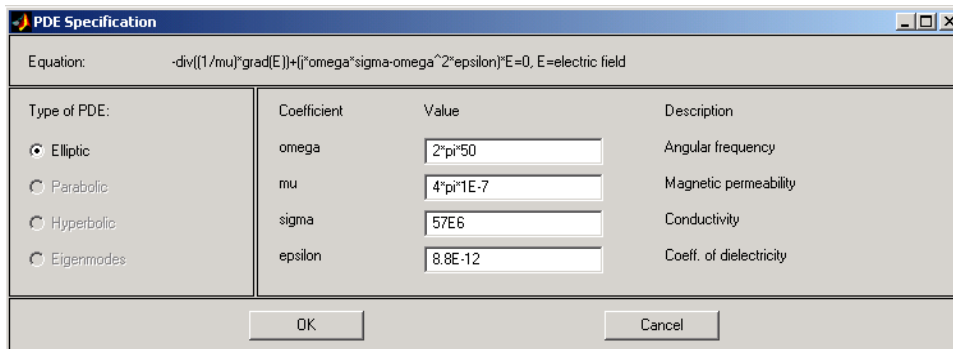 PDE Specification
Equation: -div((1/mu)*grad(E))+(j*omega*sigma-omega^2*epsilon)*E=0, E=electric field
Type of PDE:
Elliptic
Parabolic
Hyperbolic
Eigenmodes
Coefficient Value Description
omega 2*pi*50 Angular frequency
mu 4*pi*1E-7 Magnetic permeability
sigma 57E6 Conductivity
epsilon 8.8E-12 Coeff. of dielectricity
OK Cancel